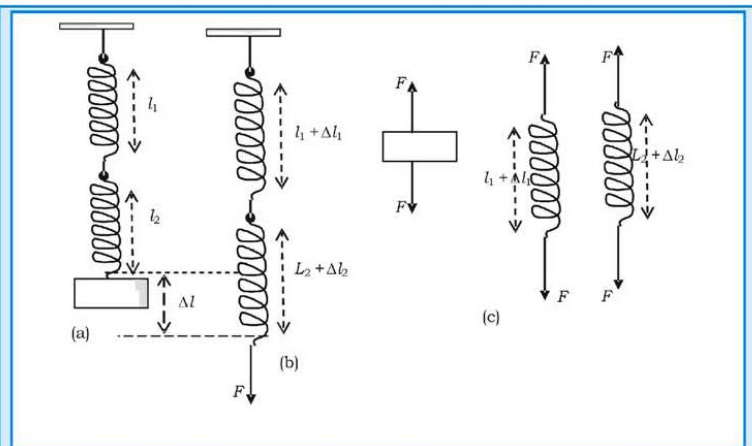 (a)
l₁
l₂
Δl
l₁ + Δl₁
L₂ + Δl₂
F
(b)
F
F
l₁ + Δl₁
F
F
(c)
F
L₂ + Δl₂
F